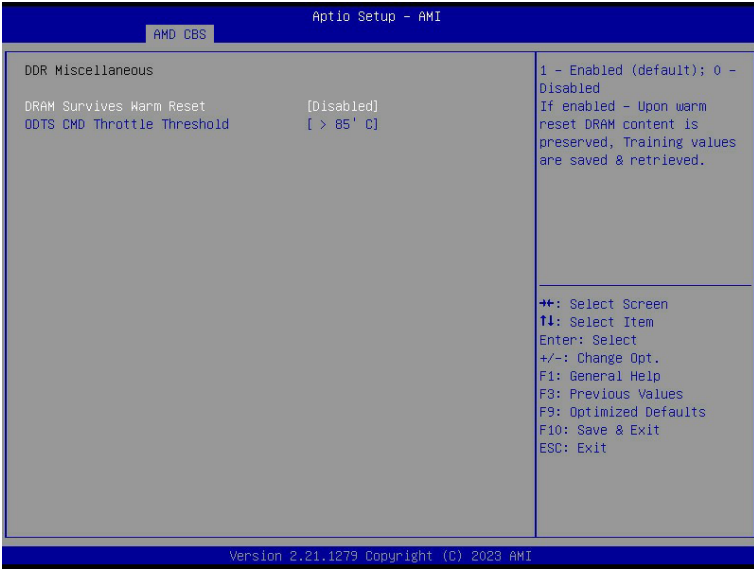 Aptio Setup - AMI
AMD CBS
DDR Miscellaneous
DRAM Survives Warm Reset [Disabled]
ODTS CMD Throttle Threshold [ > 85' C]
1 - Enabled (default); 0 -
Disabled
If enabled - Upon warm
reset DRAM content is
preserved, Training values
are saved & retrieved.
→←: Select Screen
↑↓: Select Item
Enter: Select
+/-: Change Opt.
F1: General Help
F3: Previous Values
F9: Optimized Defaults
F10: Save & Exit
ESC: Exit
Version 2.21.1279 Copyright (C) 2023 AMI